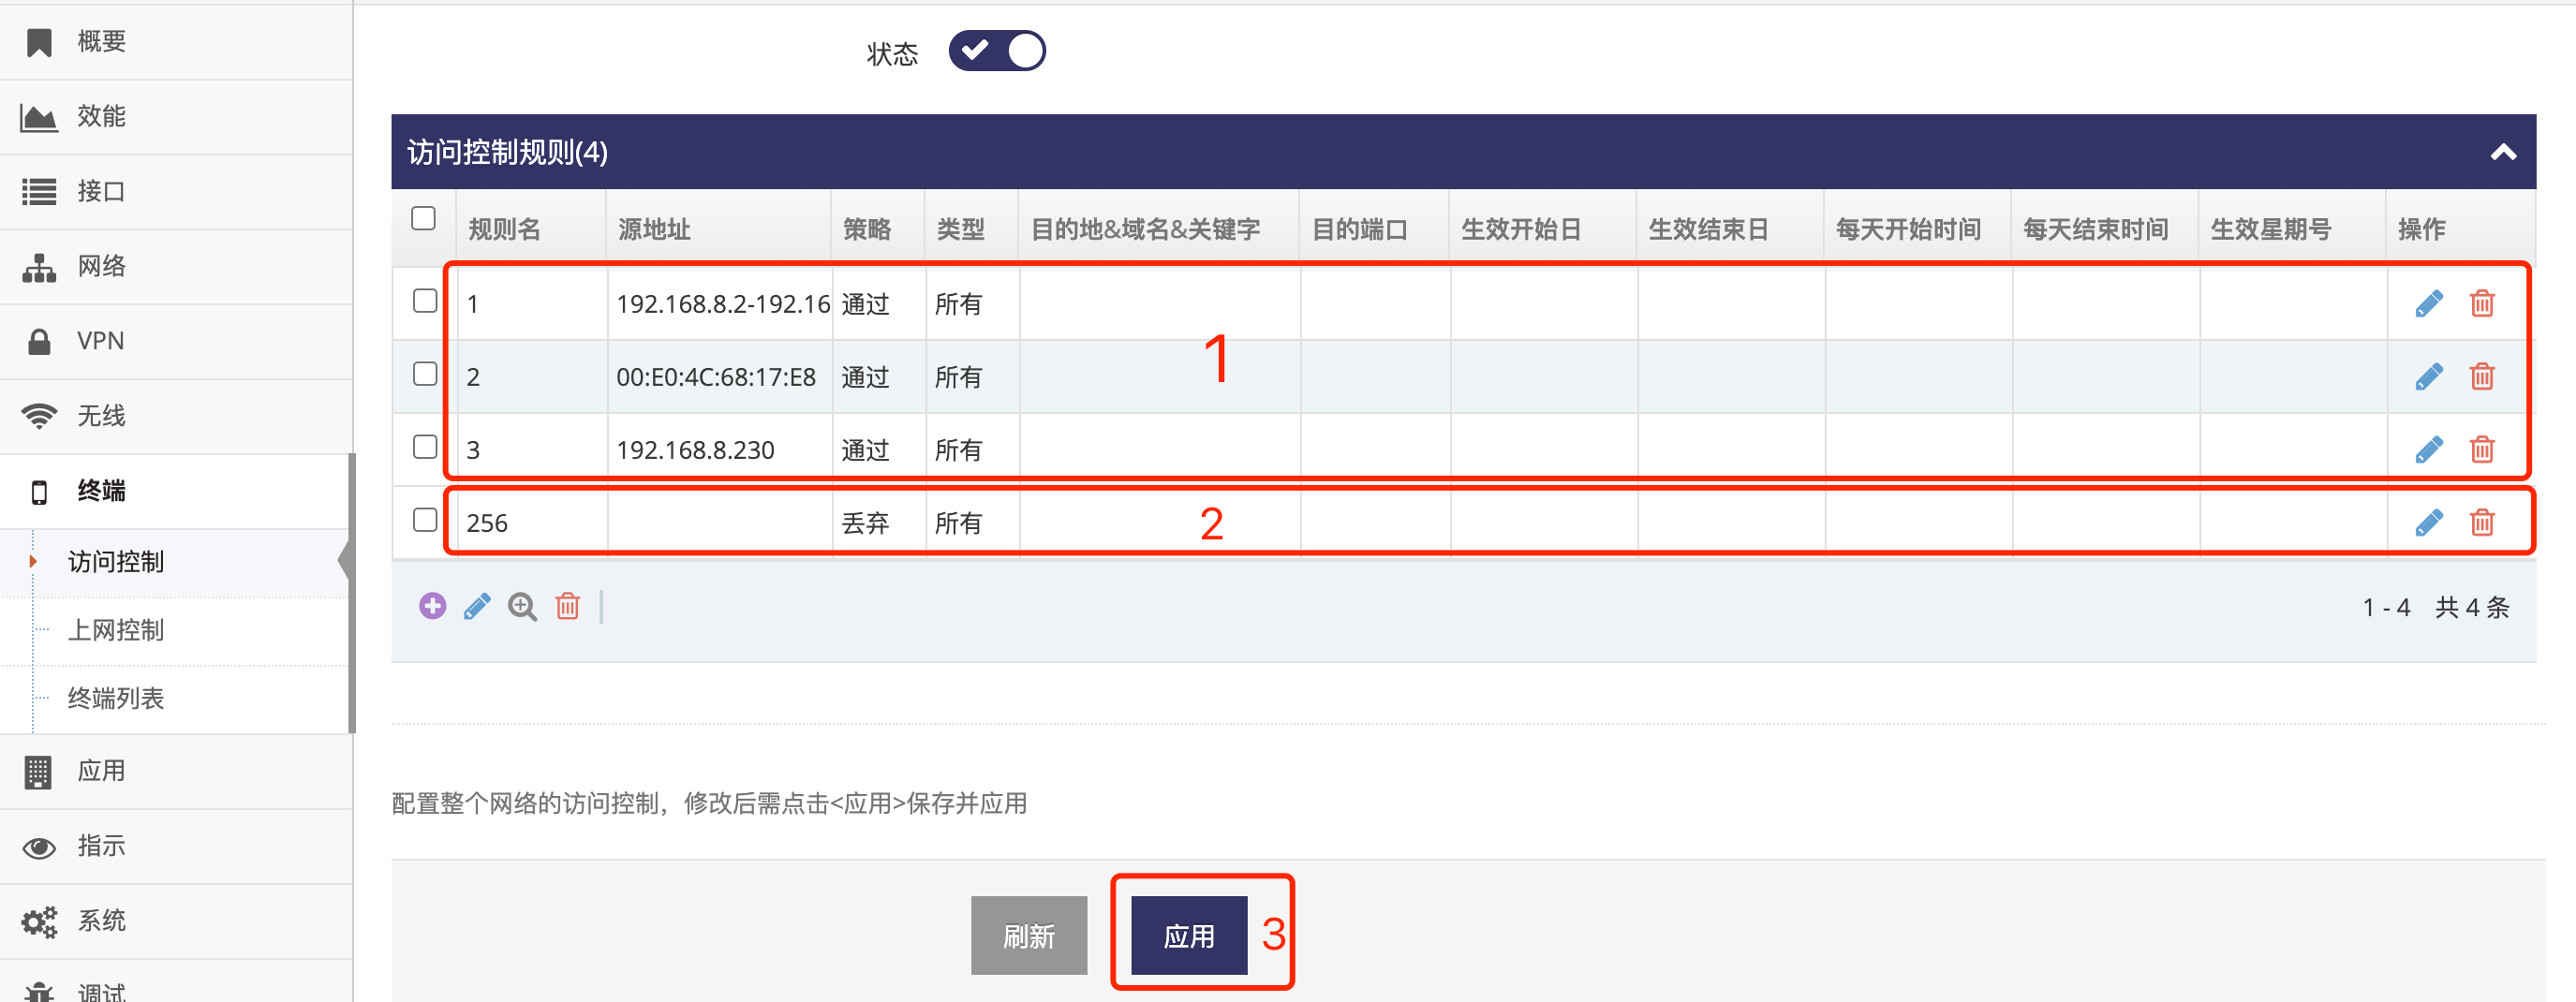 概要
效能
接口
网络
VPN
无线
终端
访问控制
上网控制
终端列表
应用
指示
系统
调试
状态
访问控制规则(4)
规则名 源地址 策略 类型 目的地&域名&关键字 目的端口 生效开始日 生效结束日 每天开始时间 每天结束时间 生效星期号 操作
1 192.168.8.2-192.16 通过 所有
2 00:E0:4C:68:17:E8 通过 所有
1
3 192.168.8.230 通过 所有
256 丢弃 所有 2
1 - 4 共 4 条
配置整个网络的访问控制，修改后需点击<应用>保存并应用
刷新 应用 3